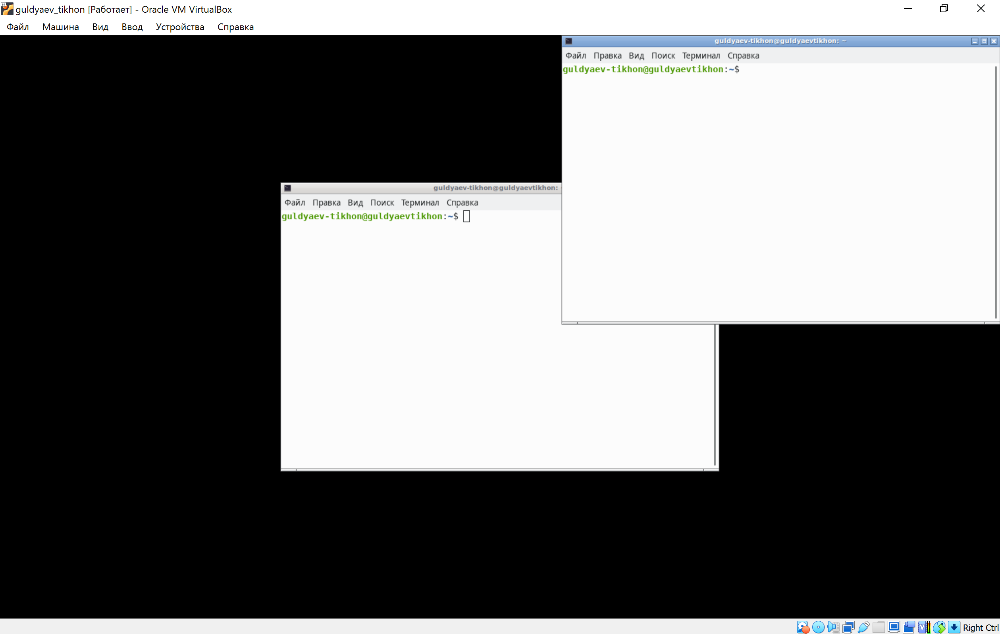 guldyaev_tikhon [Работает] - Oracle VM VirtualBox
Файл Машина Вид Ввод Устройства Справка
guldyaev-tikhon@guldyaevtikhon: ~
Файл Правка Вид Поиск Терминал Справка
guldyaev-tikhon@guldyaevtikhon:~$
guldyaev-tikhon@guldyaevtikhon:
Файл Правка Вид Поиск Терминал Справка
guldyaev-tikhon@guldyaevtikhon:~$
Right Ctrl